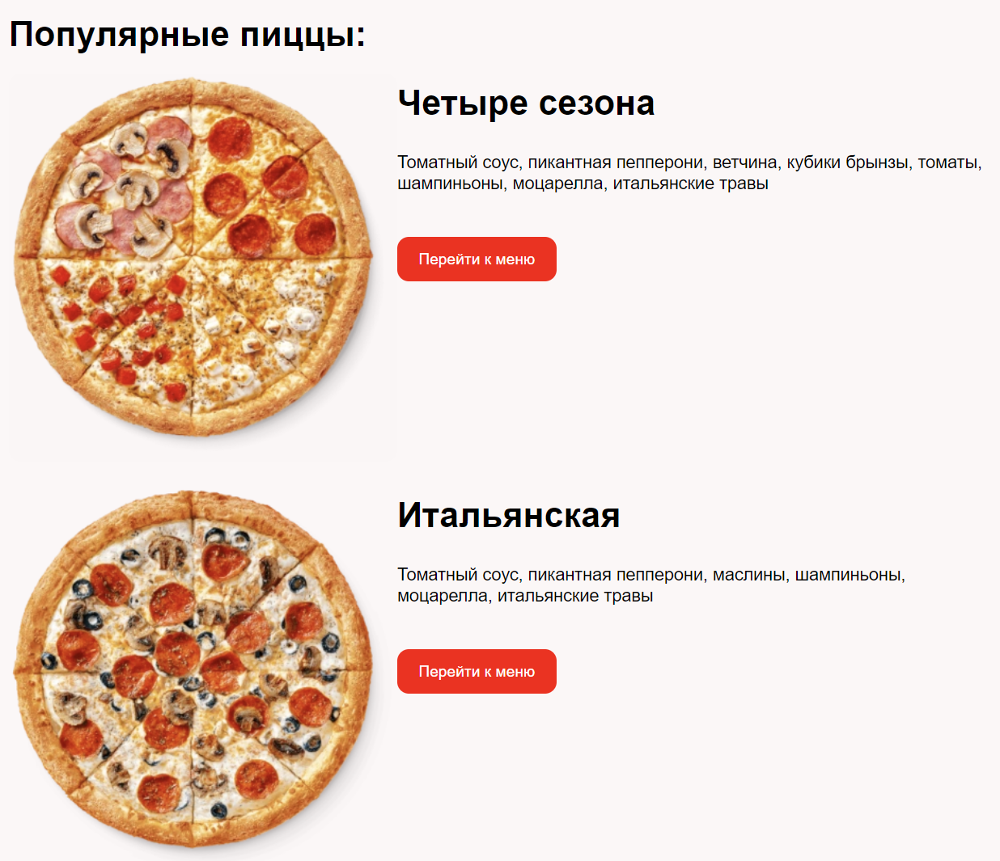 Популярные пиццы:
Четыре сезона
Томатный соус, пикантная пепперони, ветчина, кубики брынзы, томаты,
шампиньоны, моцарелла, итальянские травы
Перейти к меню
Итальянская
Томатный соус, пикантная пепперони, маслины, шампиньоны,
моцарелла, итальянские травы
Перейти к меню